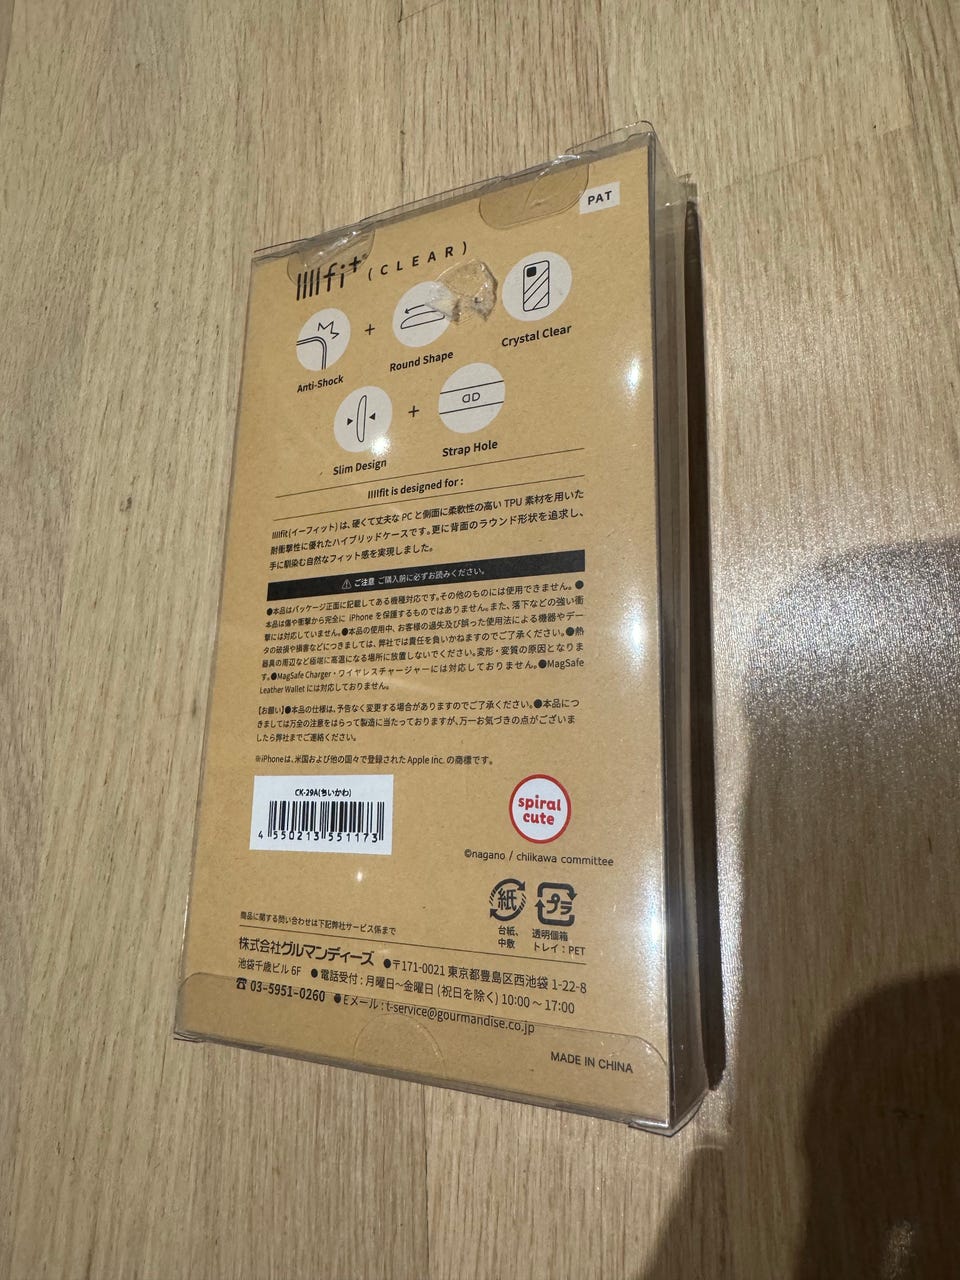 PAT
IIIIfit (CLEAR)
Anti-Shock
+
Round Shape
Crystal Clear
Slim Design
+
Strap Hole
IIIIfit is designed for :
IIIIfit(イーフィット)は、硬くて丈夫な PC と側面に柔軟性の高い TPU 素材を用いた
耐衝撃性に優れたハイブリッドケースです。更に背面のラウンド形状を追求し、
手に馴染む自然なフィット感を実現しました。
⚠ ご注意 ご購入前に必ずお読みください。
●本品はパッケージ正面に記載してある機種対応です。その他のものには使用できません。●
本品は傷や衝撃から完全に iPhone を保護するものではありません。また、落下などの強い衝
撃には対応していません。●本品の使用中、お客様の過失及び誤った使用法による機器やデー
タの破損や損害などにつきましては、弊社では責任を負いかねますのでご了承ください。●熱
器具の周辺など極端に高温になる場所に放置しないでください。変形・変質の原因となりま
す。●MagSafe Charger・ワイヤレスチャージャーには対応しておりません。●MagSafe
Leather Wallet には対応しておりません。
【お願い】●本品の仕様は、予告なく変更する場合がありますのでご了承ください。●本品につ
きましては万全の注意をはらって製造に当たっておりますが、万一お気づきの点がございま
したら弊社までご連絡ください。
※iPhoneは、米国および他の国々で登録されたApple Inc. の商標です。
CK-29A(ちいかわ)
4 550213 551173
spiral
cute
©nagano / chiikawa committee
紙
プラ
台紙、
中敷
透明個箱
トレイ：PET
商品に関する問い合わせは下記弊社サービス係まで
株式会社グルマンディーズ ●〒171-0021 東京都豊島区西池袋 1-22-8
池袋千歳ビル 6F ●電話受付 : 月曜日〜金曜日 (祝日を除く) 10:00 〜 17:00
☎ 03-5951-0260 ●Eメール : t-service@gourmandise.co.jp
MADE IN CHINA